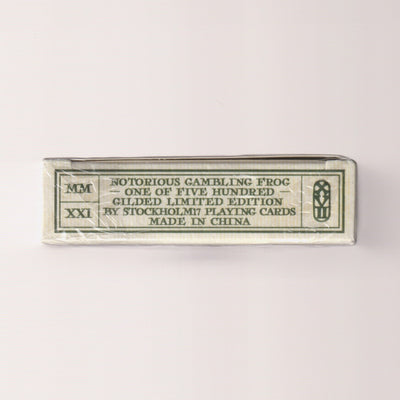 MM
XXI
NOTORIOUS GAMBLING FROG
— ONE OF FIVE HUNDRED —
GILDED LIMITED EDITION
BY STOCKHOLM17 PLAYING CARDS
MADE IN CHINA